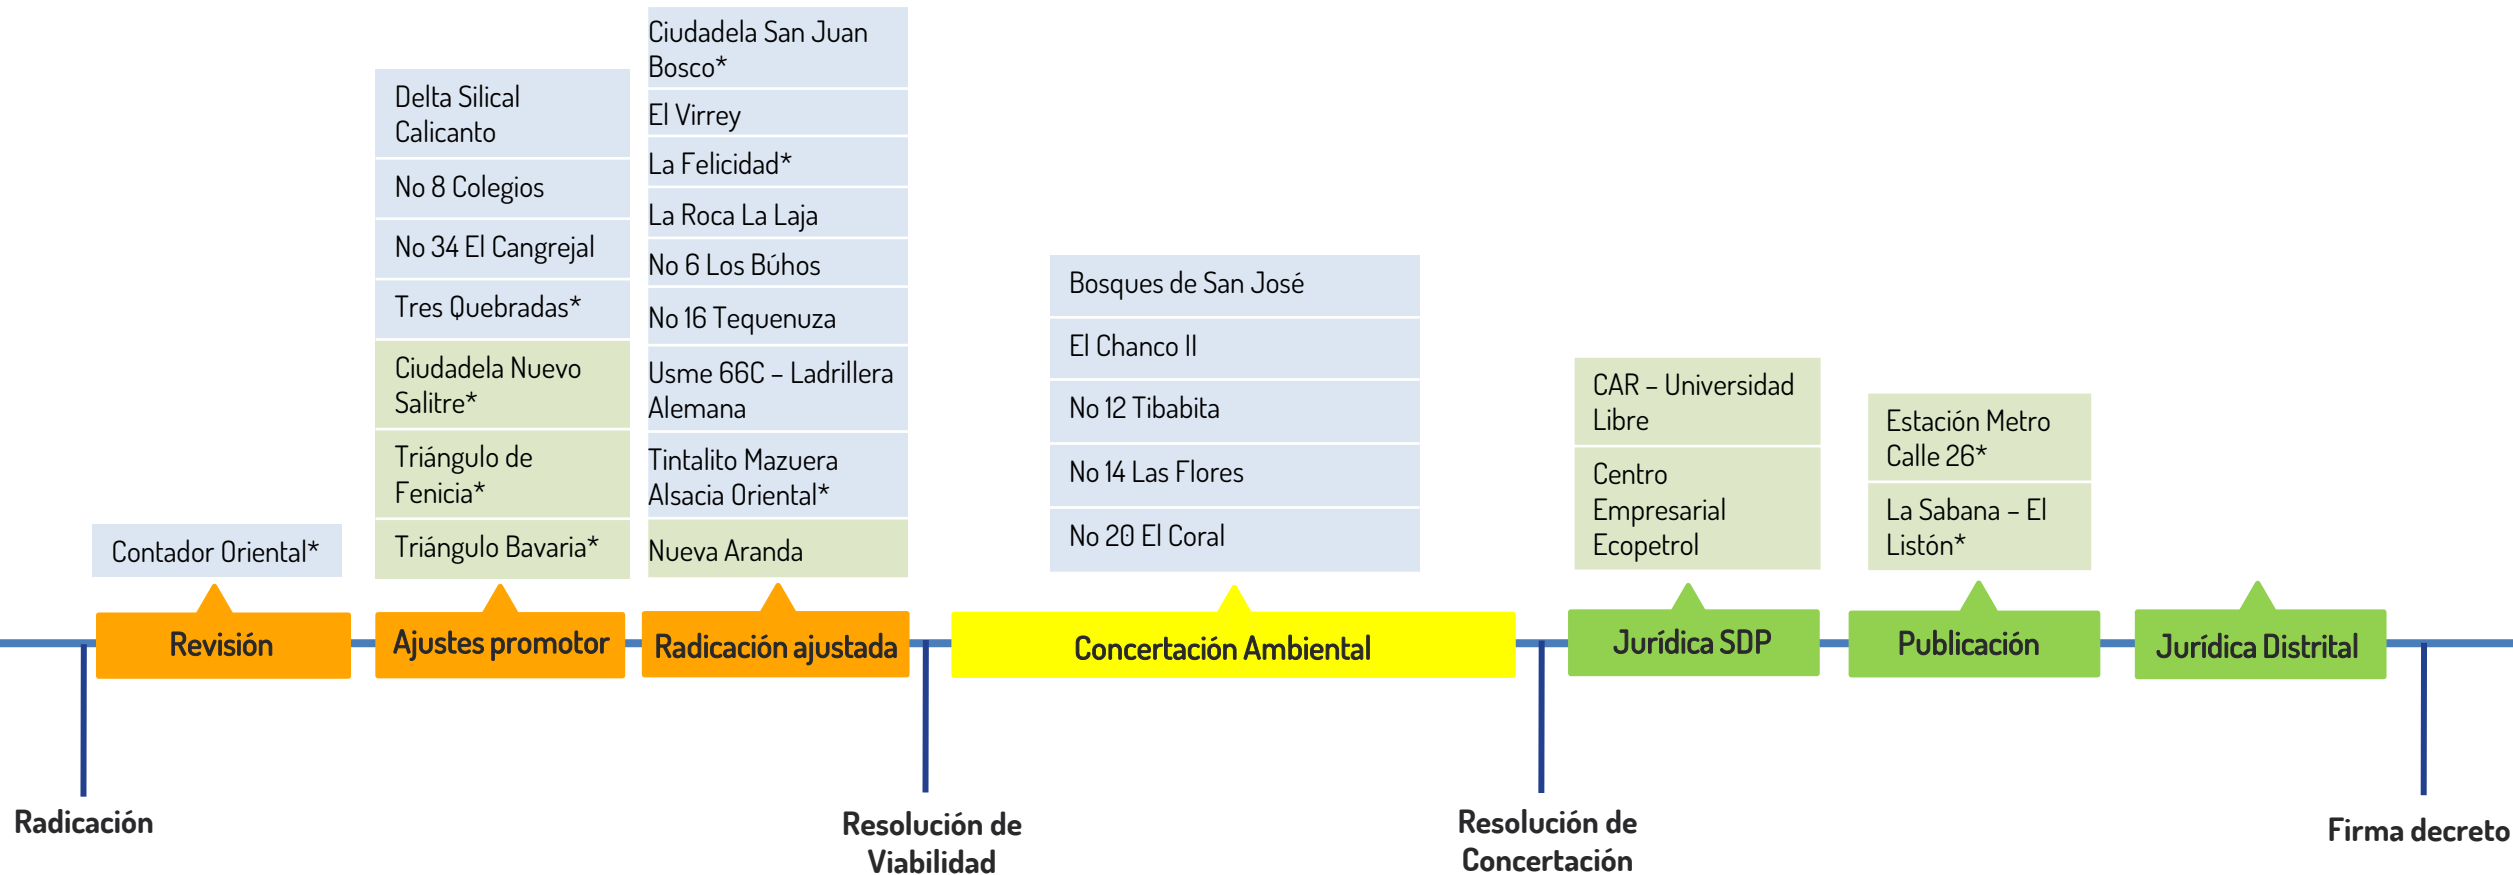 Contador Oriental*
Revisión
Delta Silical
Calicanto
No 8 Colegios
No 34 El Cangrejal
Tres Quebradas*
Ciudadela Nuevo
Salitre*
Triángulo de
Fenicia*
Triángulo Bavaria*
Ajustes promotor
Ciudadela San Juan
Bosco*
El Virrey
La Felicidad*
La Roca La Laja
No 6 Los Búhos
No 16 Tequenuza
Usme 66C – Ladrillera
Alemana
Tintalito Mazuera
Alsacia Oriental*
Nueva Aranda
Radicación ajustada
Bosques de San José
El Chanco II
No 12 Tibabita
No 14 Las Flores
No 20 El Coral
Concertación Ambiental
CAR – Universidad
Libre
Centro
Empresarial
Ecopetrol
Jurídica SDP
Estación Metro
Calle 26*
La Sabana – El
Listón*
Publicación
Jurídica Distrital
Radicación
Resolución de
Viabilidad
Resolución de
Concertación
Firma decreto